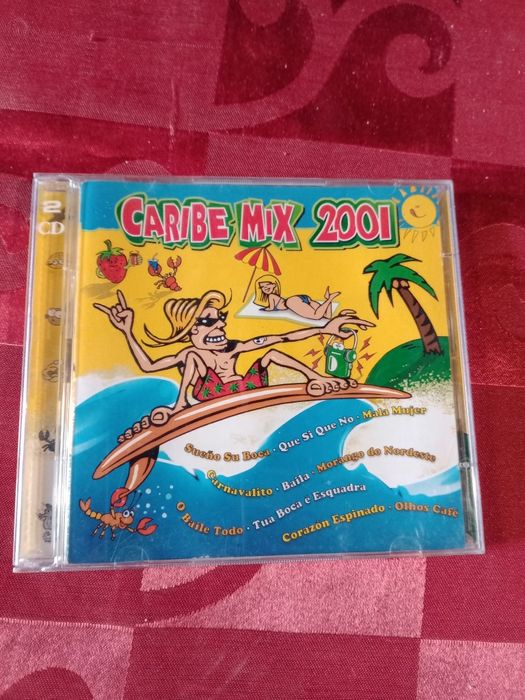 2
CD
CARIBE MIX 2001
Sueño Su Boca · Que Si Que No · Mala Mujer
Carnavalito · Baila · Morango do Nordeste
O Baile Todo · Tua Boca e Esquadra
Corazon Espinado · Olhos Café